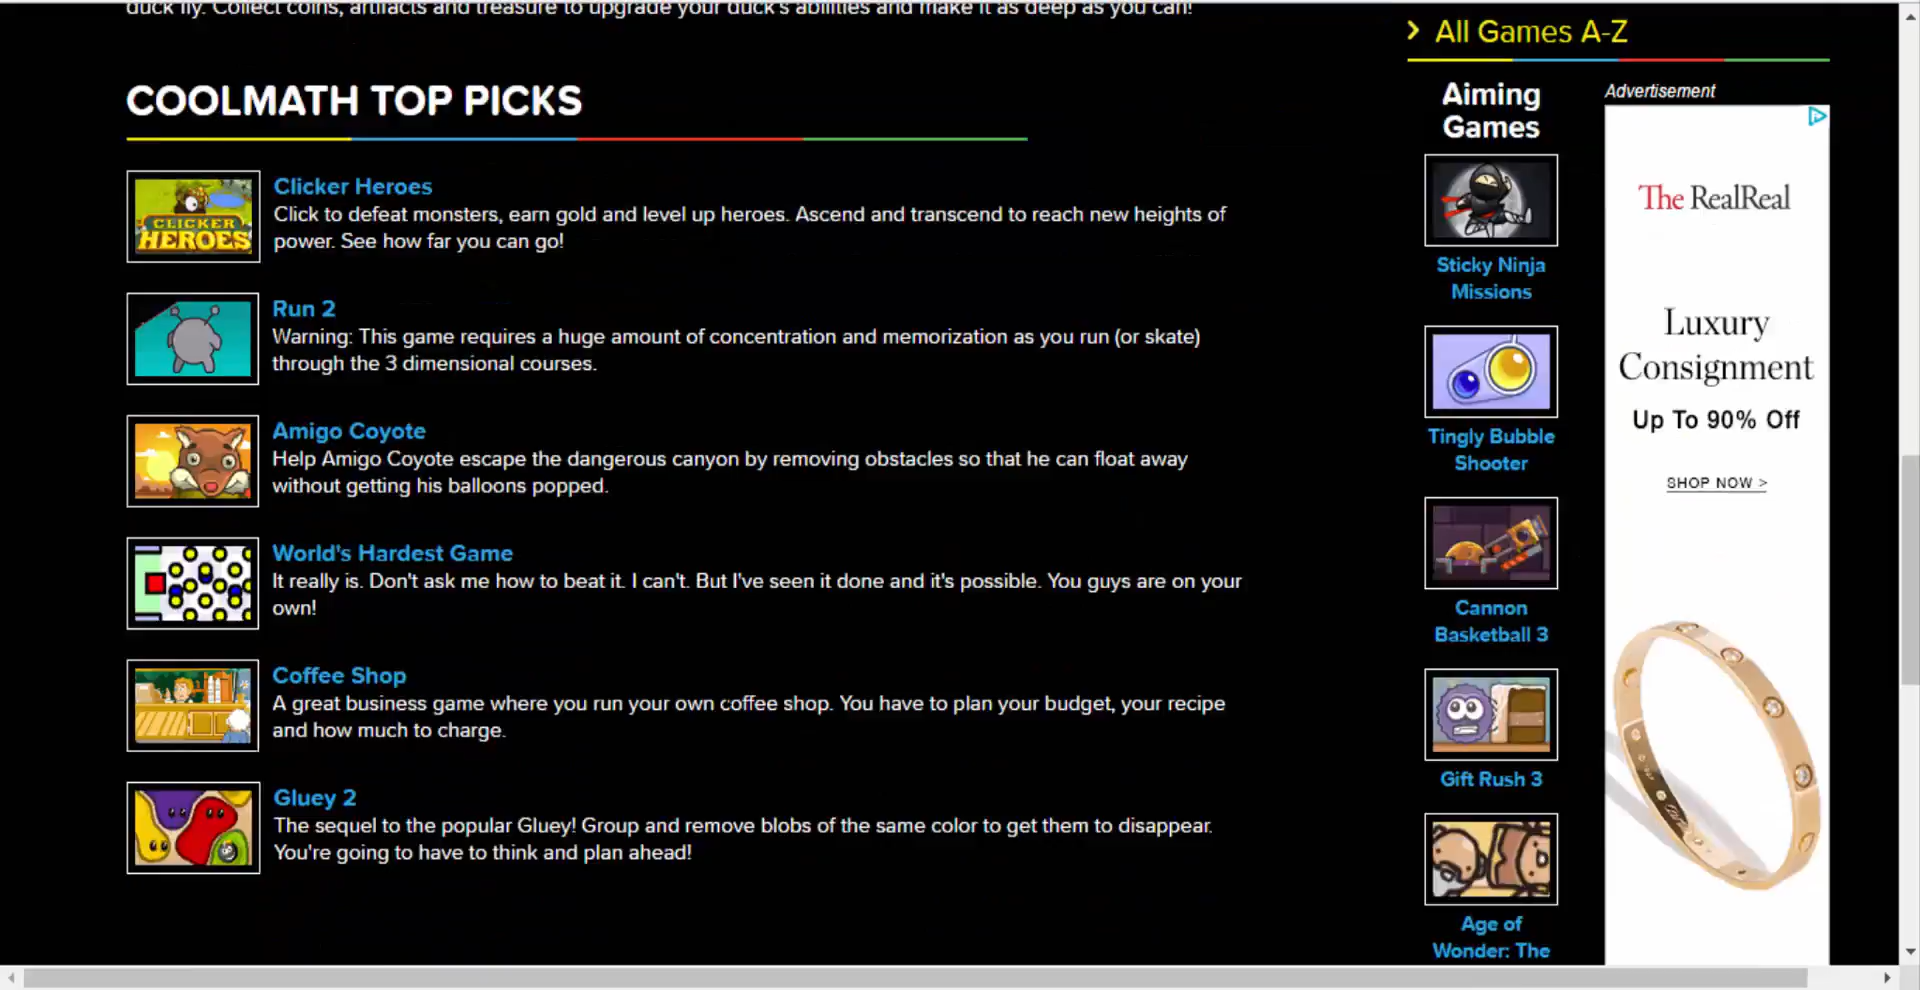 duck fly. Collect coins, artifacts and treasure to upgrade your duck's abilities and make it as deep as you can!
COOLMATH TOP PICKS
CLICKER
HEROES
Clicker Heroes
Click to defeat monsters, earn gold and level up heroes. Ascend and transcend to reach new heights of
power. See how far you can go!
Run 2
Warning: This game requires a huge amount of concentration and memorization as you run (or skate)
through the 3 dimensional courses.
Amigo Coyote
Help Amigo Coyote escape the dangerous canyon by removing obstacles so that he can float away
without getting his balloons popped.
World's Hardest Game
It really is. Don't ask me how to beat it. I can't. But I've seen it done and it's possible. You guys are on your
own!
Coffee Shop
A great business game where you run your own coffee shop. You have to plan your budget, your recipe
and how much to charge.
Gluey 2
The sequel to the popular Gluey! Group and remove blobs of the same color to get them to disappear.
You're going to have to think and plan ahead!
All Games A-Z
Aiming
Games
Sticky Ninja
Missions
Tingly Bubble
Shooter
Cannon
Basketball 3
Gift Rush 3
Age of
Wonder: The
Advertisement
The RealReal
Luxury
Consignment
Up To 90% Off
SHOP NOW >